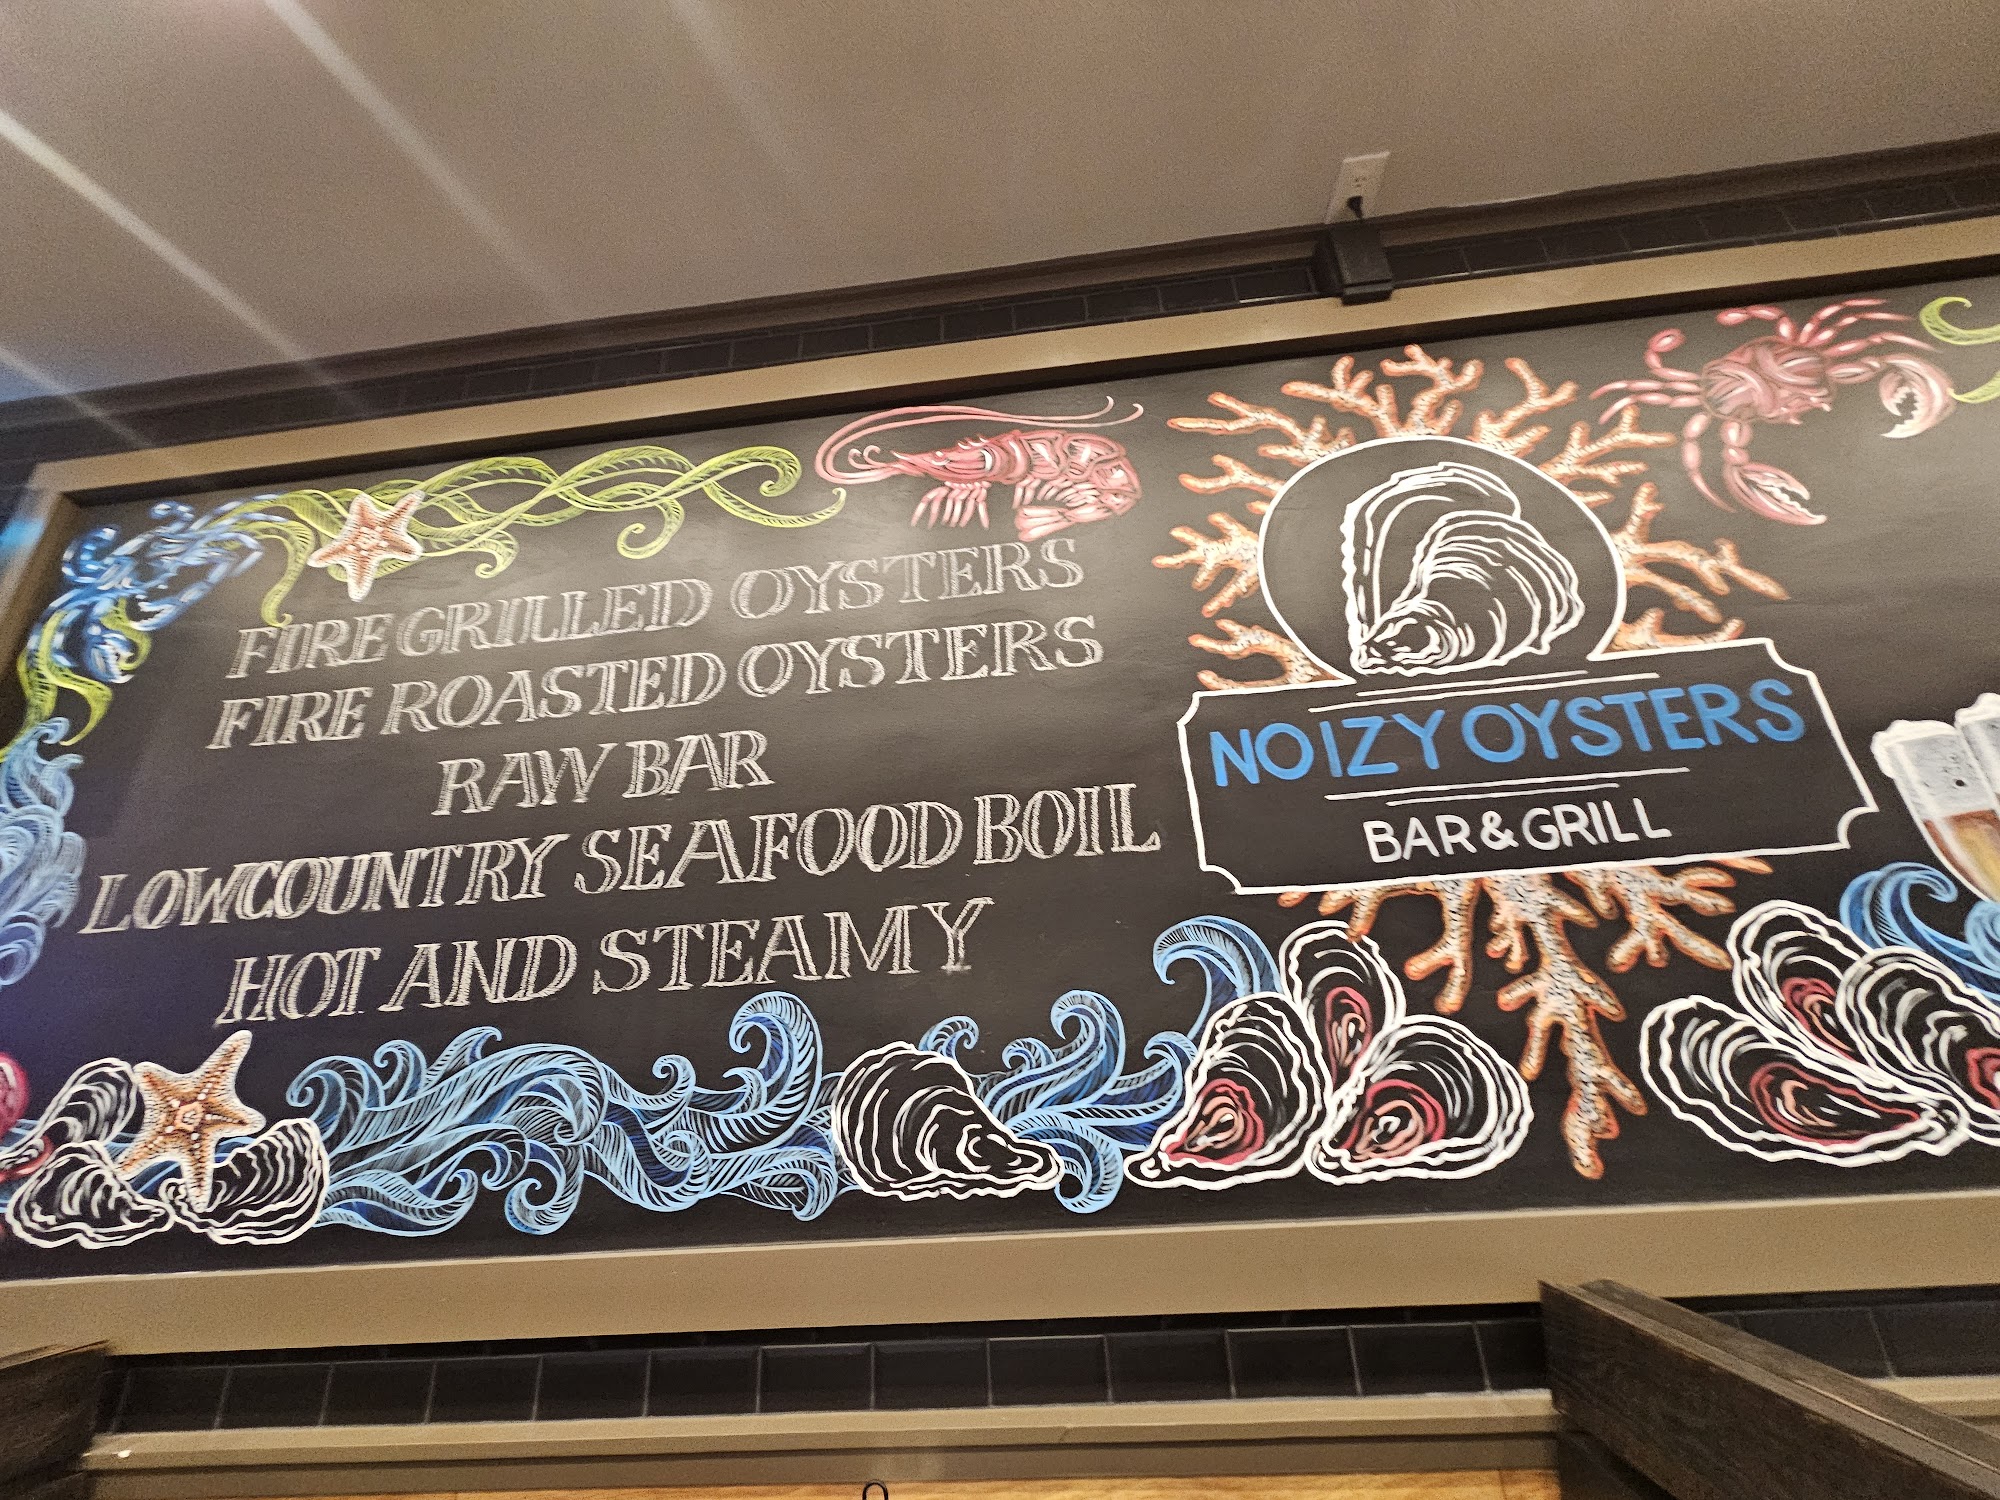 FIRE GRILLED OYSTERS
FIRE ROASTED OYSTERS
RAW BAR
LOWCOUNTRY SEAFOOD BOIL
HOT AND STEAMY
NOIZY OYSTERS
BAR & GRILL